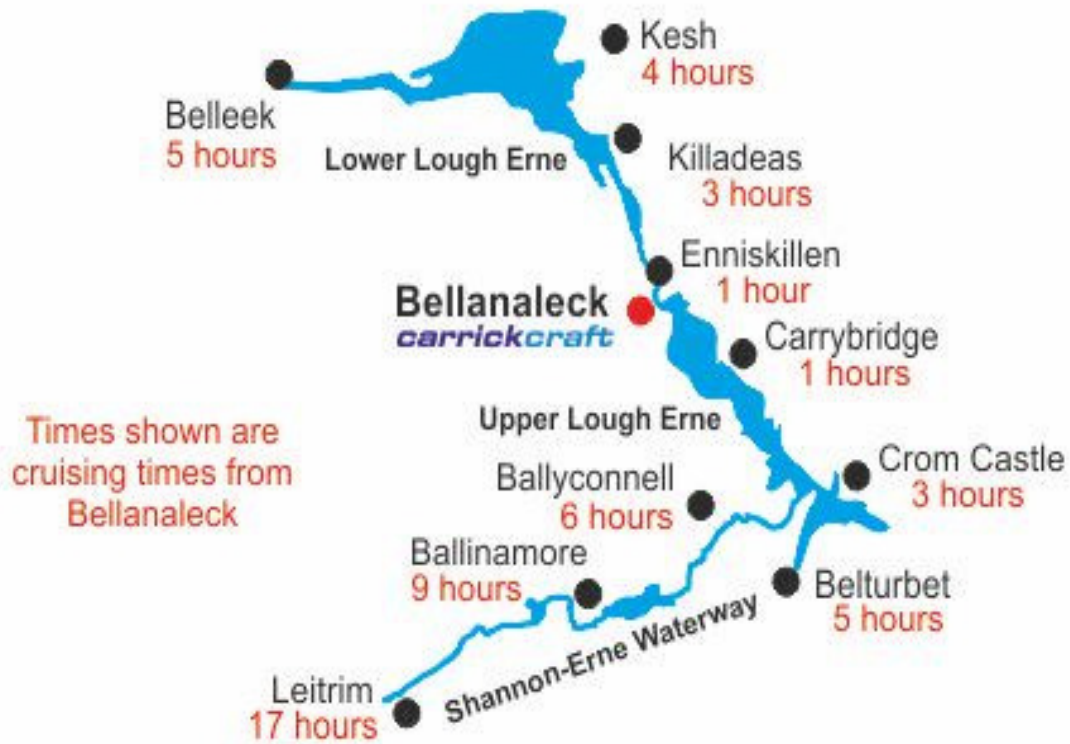 Kesh
4 hours
Belleek
5 hours
Lower Lough Erne
Killadeas
3 hours
Enniskillen
1 hour
Bellanaleck
carrickcraft
Carrybridge
1 hours
Upper Lough Erne
Times shown are
cruising times from
Bellanaleck
Crom Castle
3 hours
Ballyconnell
6 hours
Ballinamore
9 hours
Belturbet
5 hours
Shannon-Erne Waterway
Leitrim
17 hours